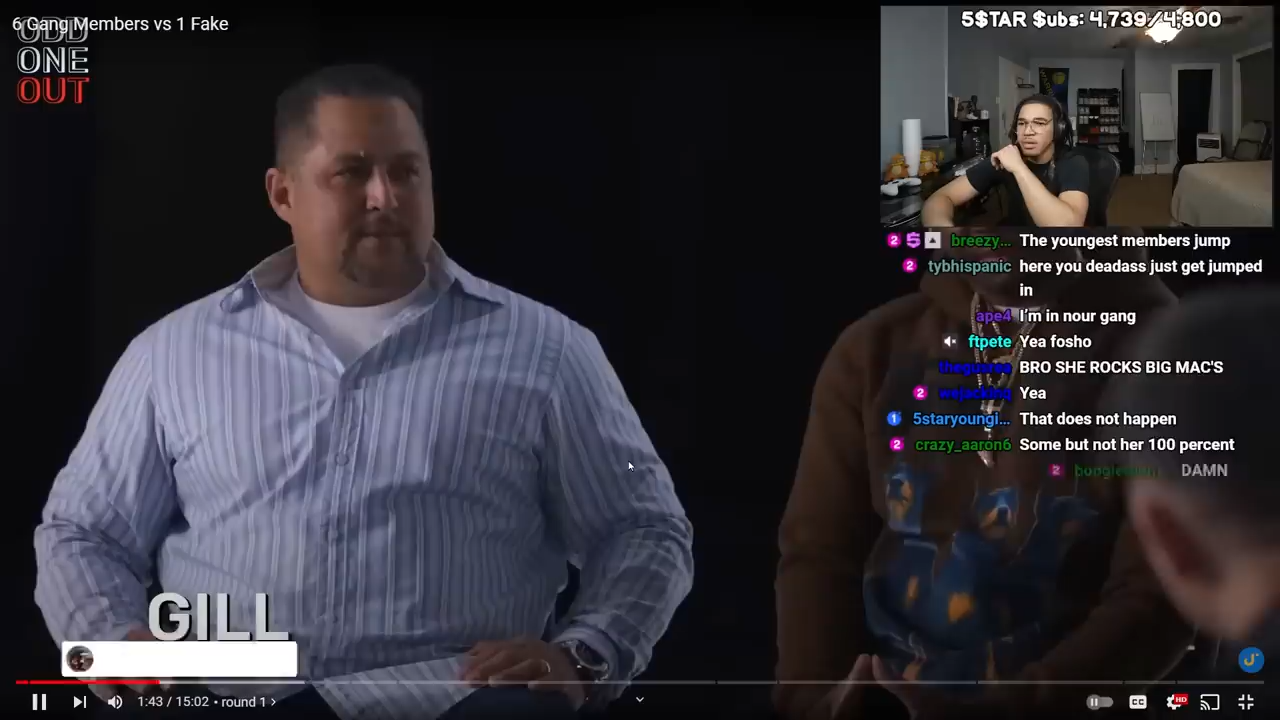 6 Gang Members vs 1 Fake
ODD
ONE
OUT
5$TAR $ubs: 4,739/4,800
breezy... The youngest members jump
tybhispanic here you deadass just get jumped
in
ape4 I'm in nour gang
ftpete Yea fosho
BRO SHE ROCKS BIG MAC'S
Yea
5staryoungi... That does not happen
crazy_aaron6 Some but not her 100 percent
DAMN
GILL
1:43 / 15:02 • round 1 >
CC
HD